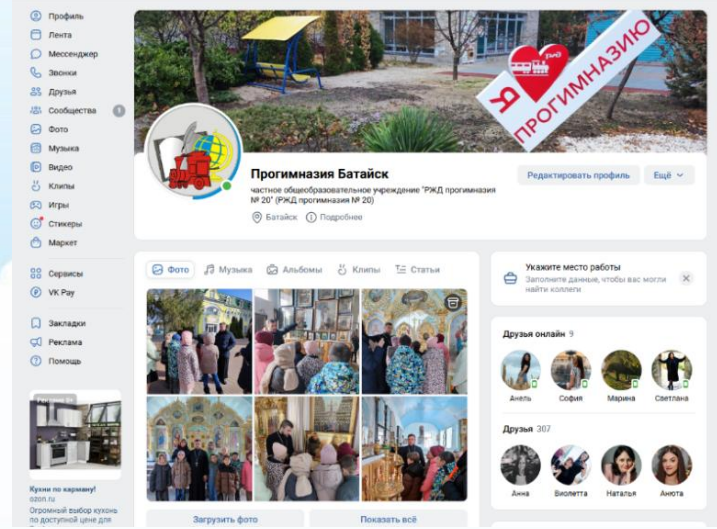 Профиль
Лента
Мессенджер
Звонки
Друзья
Сообщества 1
Фото
Музыка
Видео
Клипы
Игры
Стикеры
Маркет
Сервисы
VK Pay
Закладки
Реклама
Помощь
Кухни по карману!
ozon.ru
Огромный выбор кухонь
по доступной цене для
Я РЖД ПРОГИМНАЗИЮ
Прогимназия Батайск
частное общеобразовательное учреждение "РЖД прогимназия
№ 20" (РЖД прогимназия № 20)
Батайск Подробнее
Редактировать профиль Ещё
Фото Музыка Альбомы Клипы Статьи
Загрузить фото Показать всё
Укажите место работы
Заполните данные, чтобы вас могли
найти коллеги
Друзья онлайн 9
Анель София Марина Светлана
Друзья 307
Анна Виолетта Наталья Анюта